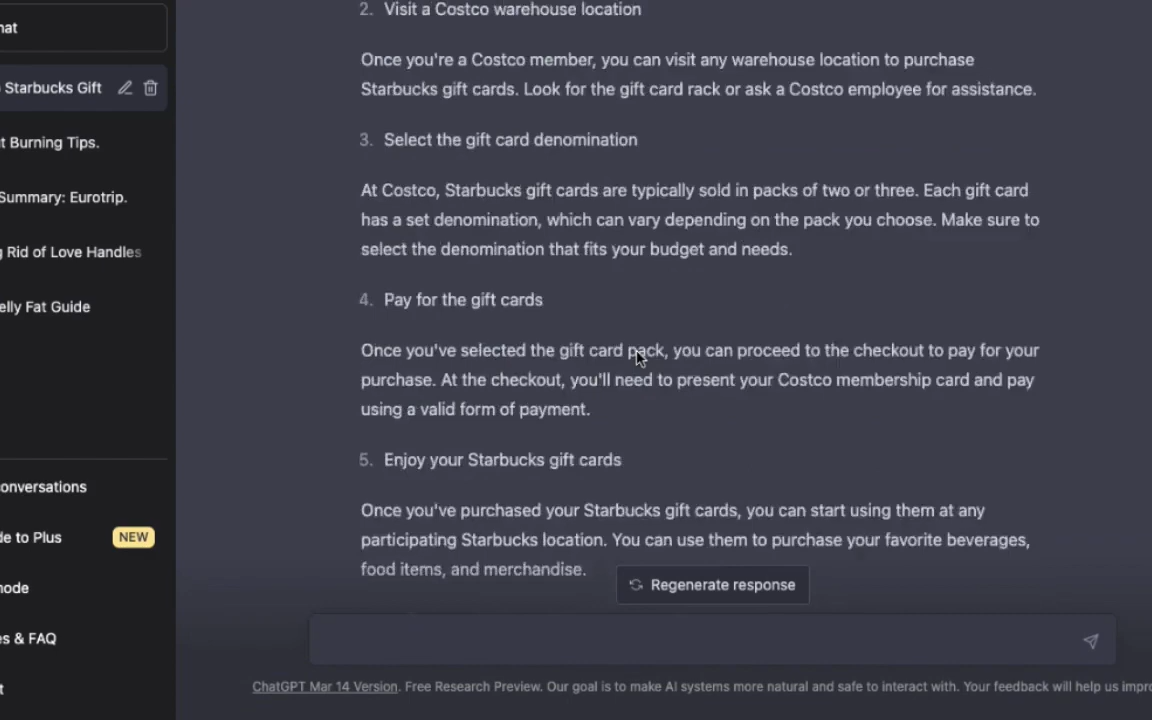 hat
2. Visit a Costco warehouse location
Once you're a Costco member, you can visit any warehouse location to purchase
Starbucks gift cards. Look for the gift card rack or ask a Costco employee for assistance.
3. Select the gift card denomination
At Costco, Starbucks gift cards are typically sold in packs of two or three. Each gift card
has a set denomination, which can vary depending on the pack you choose. Make sure to
select the denomination that fits your budget and needs.
4. Pay for the gift cards
Once you've selected the gift card pack, you can proceed to the checkout to pay for your
purchase. At the checkout, you'll need to present your Costco membership card and pay
using a valid form of payment.
5. Enjoy your Starbucks gift cards
Once you've purchased your Starbucks gift cards, you can start using them at any
participating Starbucks location. You can use them to purchase your favorite beverages,
food items, and merchandise.
Regenerate response
ChatGPT Mar 14 Version. Free Research Preview. Our goal is to make AI systems more natural and safe to interact with. Your feedback will help us impro
Starbucks Gift
t Burning Tips.
Summary: Eurotrip.
g Rid of Love Handles
elly Fat Guide
onversations
de to Plus NEW
node
es & FAQ
t